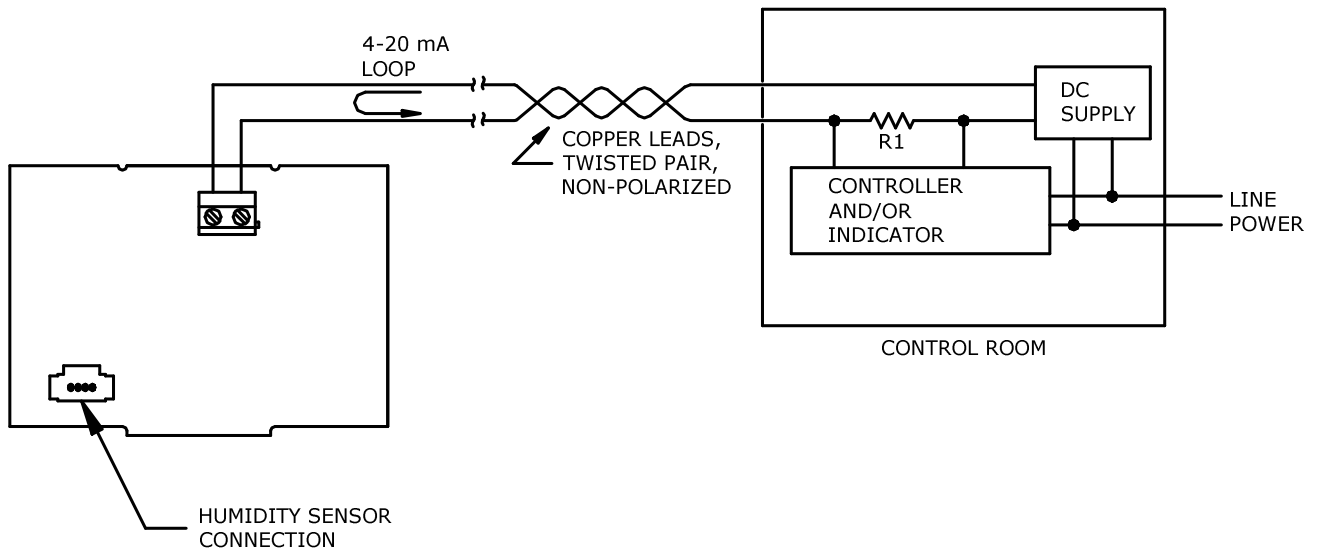 4-20 mA
LOOP
COPPER LEADS,
TWISTED PAIR,
NON-POLARIZED
DC
SUPPLY
R1
CONTROLLER
AND/OR
INDICATOR
LINE
POWER
CONTROL ROOM
HUMIDITY SENSOR
CONNECTION